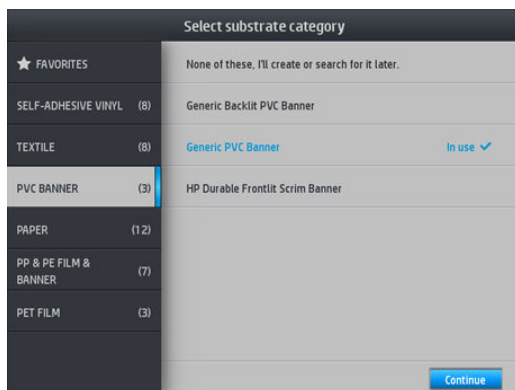 Select substrate category
FAVORITES
SELF-ADHESIVE VINYL (8)
TEXTILE (8)
PVC BANNER (3)
PAPER (12)
PP & PE FILM &
BANNER (7)
PET FILM (3)
None of these, I'll create or search for it later.
Generic Backlit PVC Banner
Generic PVC Banner In use
HP Durable Frontlit Scrim Banner
Continue